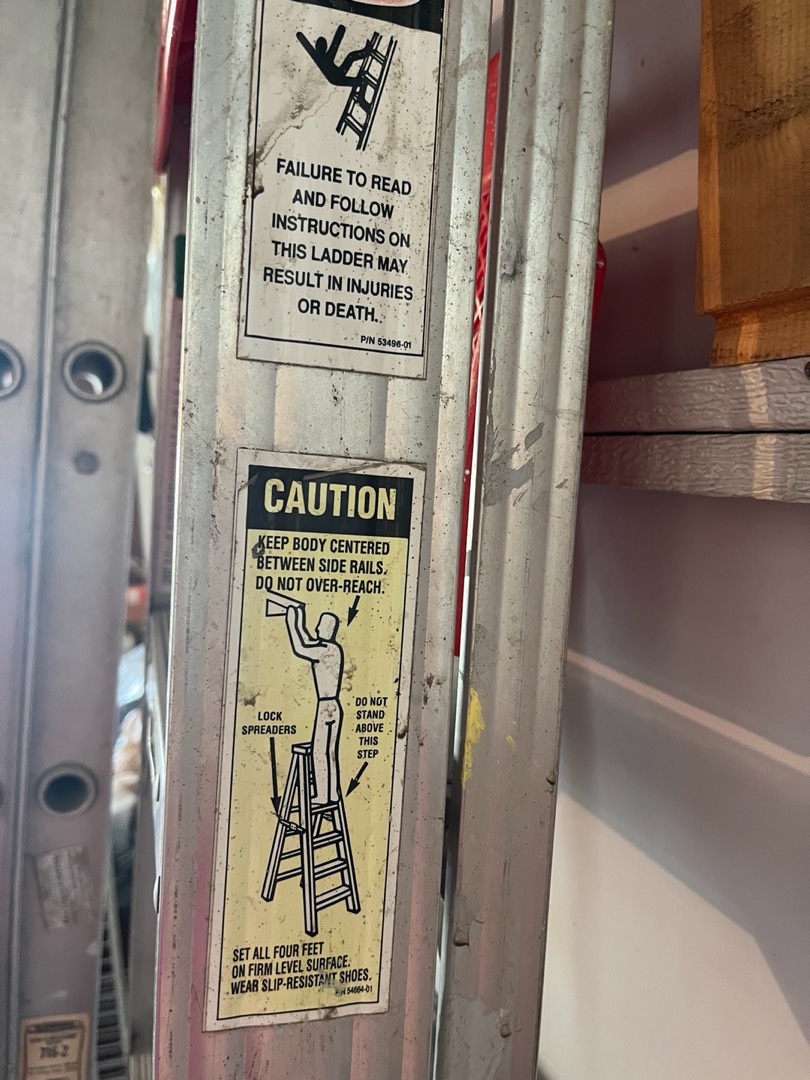 FAILURE TO READ
AND FOLLOW
INSTRUCTIONS ON
THIS LADDER MAY
RESULT IN INJURIES
OR DEATH.
P/N 53496-01
CAUTION
KEEP BODY CENTERED
BETWEEN SIDE RAILS.
DO NOT OVER-REACH.
LOCK
SPREADERS
DO NOT
STAND
ABOVE
THIS
STEP
SET ALL FOUR FEET
ON FIRM LEVEL SURFACE.
WEAR SLIP-RESISTANT SHOES.
P/N 54664-01